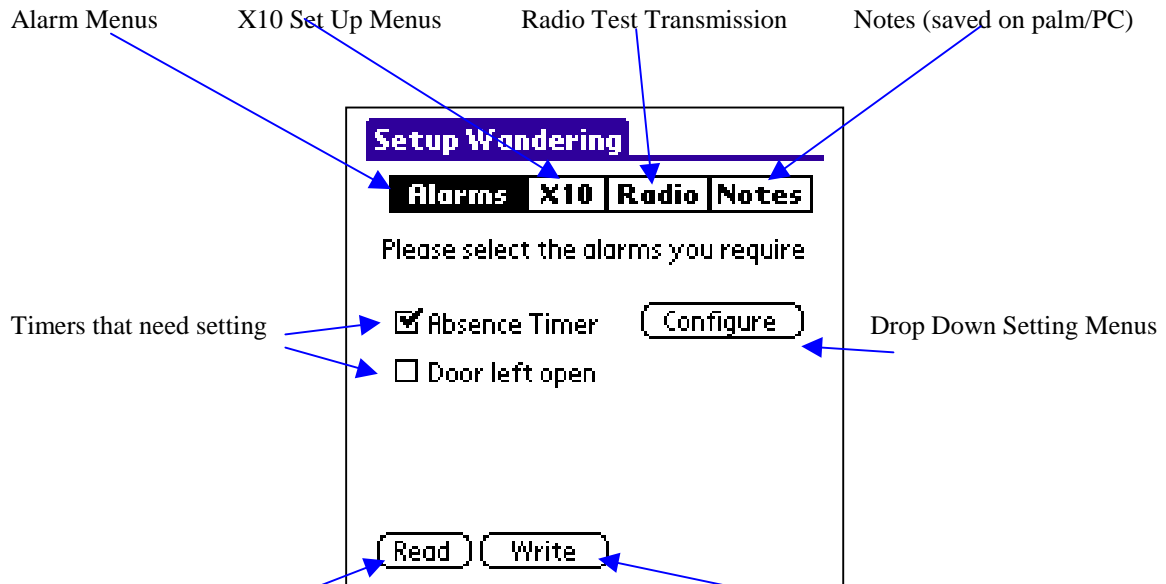 Alarm Menus X10 Set Up Menus Radio Test Transmission Notes (saved on palm/PC)
Setup Wandering
Alarms X10 Radio Notes
Please select the alarms you require
Timers that need setting Absence Timer Configure Drop Down Setting Menus
Door left open
Read Write